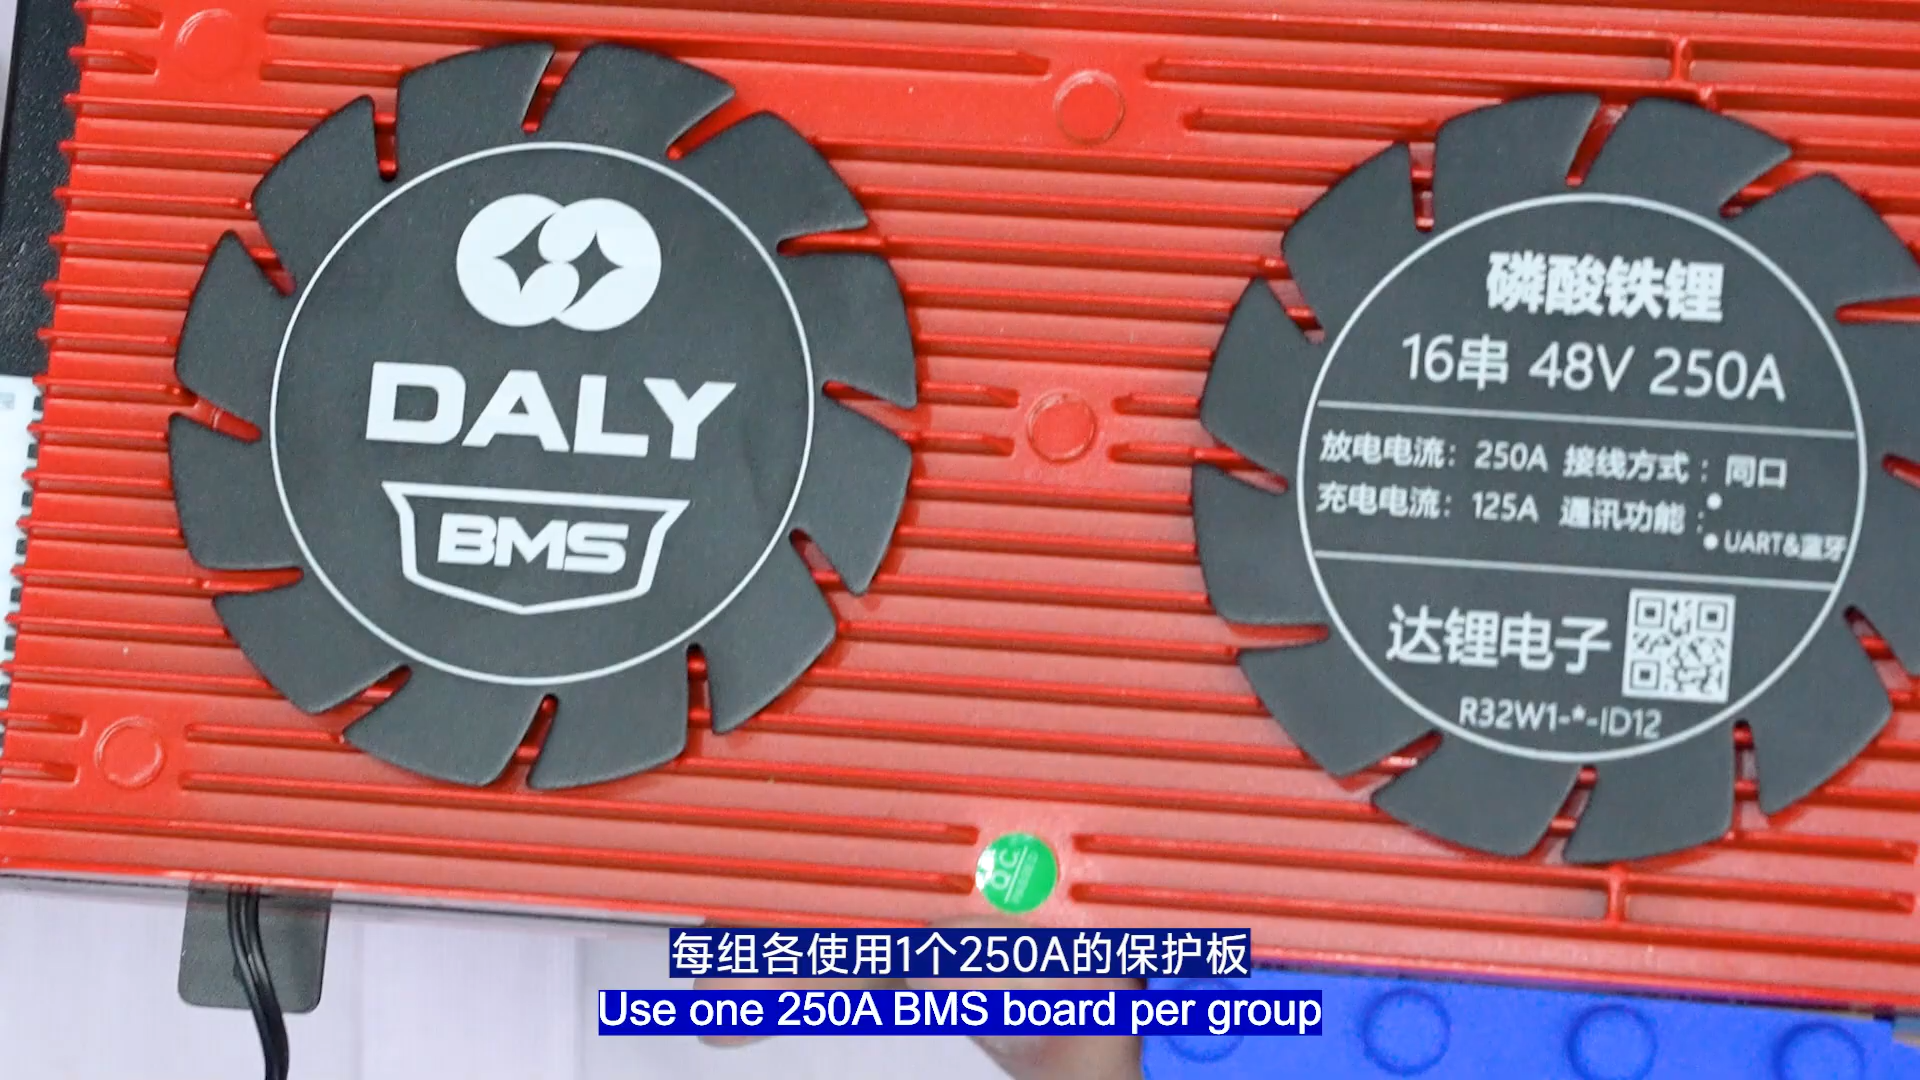 DALY
BMS
磷酸铁锂
16串 48V 250A
放电电流：250A 接线方式：同口
充电电流：125A 通讯功能：
UART&蓝牙
达锂电子
R32W1-*-ID12
QC
每组各使用1个250A的保护板
Use one 250A BMS board per group